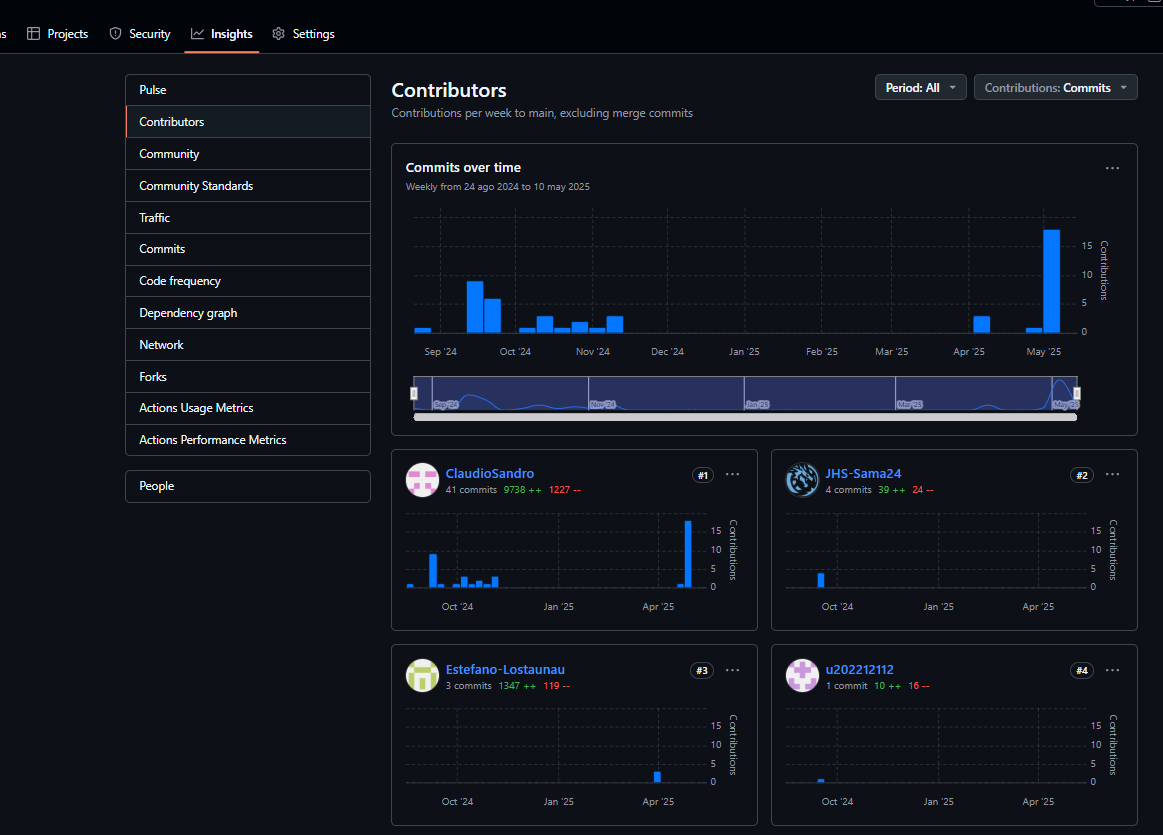 s Projects Security Insights Settings
Pulse
Contributors
Community
Community Standards
Traffic
Commits
Code frequency
Dependency graph
Network
Forks
Actions Usage Metrics
Actions Performance Metrics
People
Contributors
Period: All Contributions: Commits
Contributions per week to main, excluding merge commits
Commits over time
Weekly from 24 ago 2024 to 10 may 2025
15
10
5
0
Contributions
Sep '24 Oct '24 Nov '24 Dec '24 Jan '25 Feb '25 Mar '25 Apr '25 May '25
Sep '24 Nov '24 Jan '25 Mar '25 May '25
ClaudioSandro #1
41 commits 9738 ++ 1227 --
15
10
5
0
Contributions
Oct '24 Jan '25 Apr '25
JHS-Sama24 #2
4 commits 39 ++ 24 --
15
10
5
0
Contributions
Oct '24 Jan '25 Apr '25
Estefano-Lostaunau #3
3 commits 1347 ++ 119 --
15
10
5
0
Contributions
Oct '24 Jan '25 Apr '25
u202212112 #4
1 commit 10 ++ 16 --
15
10
5
0
Contributions
Oct '24 Jan '25 Apr '25